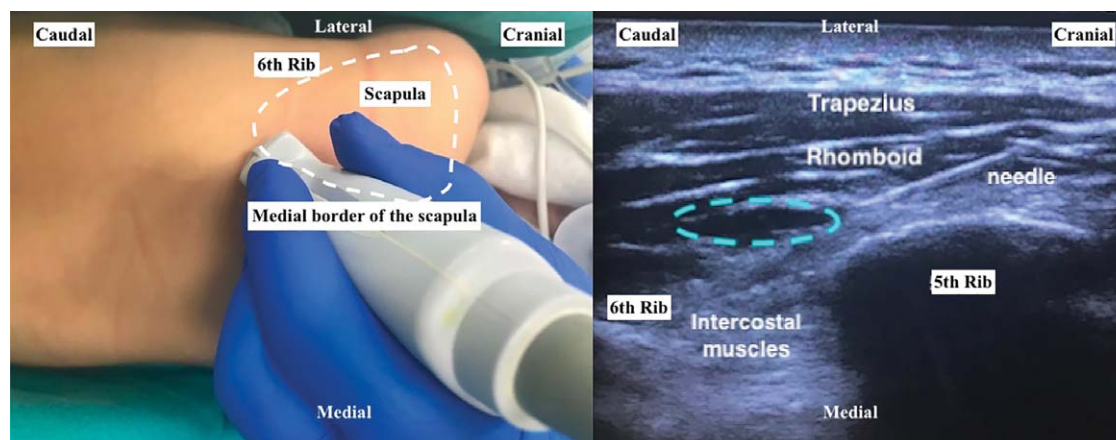 Caudal
Lateral
Cranial
6th Rib
Scapula
Medial border of the scapula
Medial
Caudal
Lateral
Cranial
Trapezius
Rhomboid
needle
5th Rib
6th Rib
Intercostal
muscles
Medial